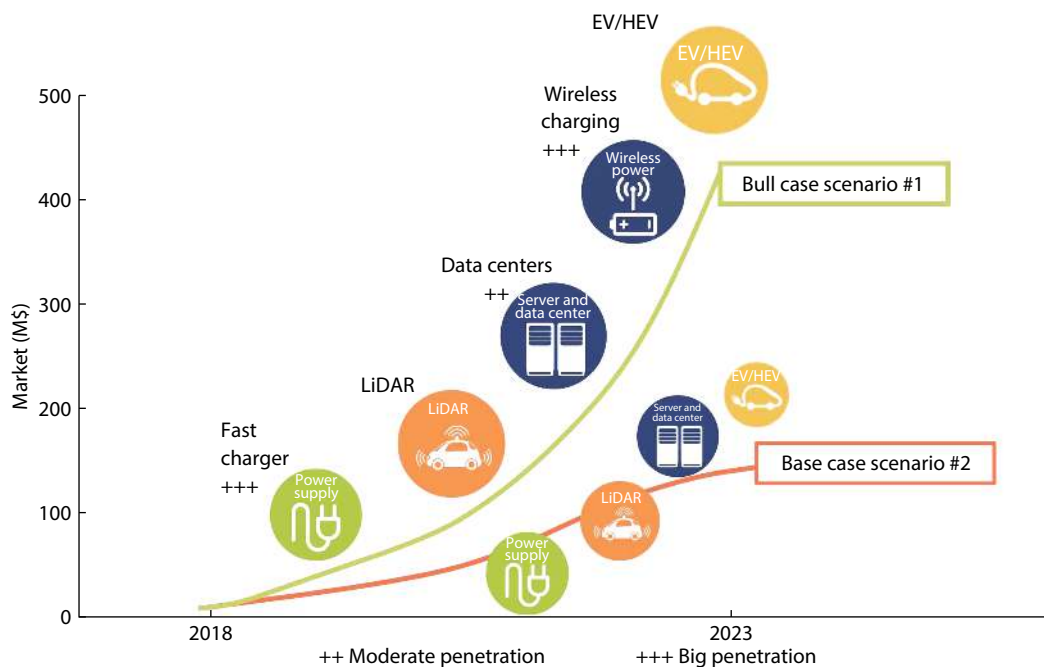 EV/HEV
EV/HEV
500
Wireless
charging
+++
Wireless
power
Bull case scenario #1
400
Data centers
++
Server and
data center
300
Market (M$)
LiDAR
LiDAR
EV/HEV
200
Server and
data center
Fast
charger
+++
Power
supply
Base case scenario #2
100
LiDAR
Power
supply
0
2018
2023
++ Moderate penetration
+++ Big penetration